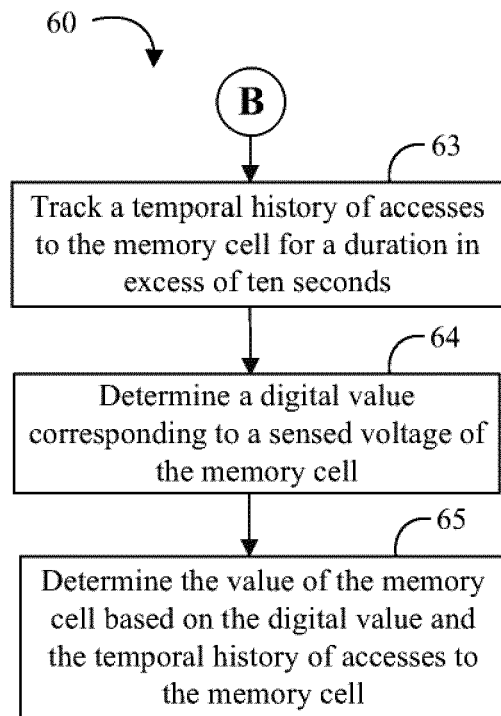 60
B
63
Track a temporal history of accesses
to the memory cell for a duration in
excess of ten seconds
64
Determine a digital value
corresponding to a sensed voltage of
the memory cell
65
Determine the value of the memory
cell based on the digital value and
the temporal history of accesses to
the memory cell